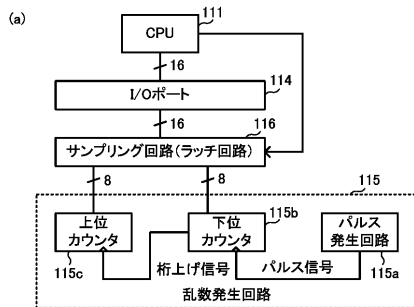 (a)
CPU
111
16
I/Oポート
114
16
サンプリング回路(ラッチ回路)
116
8
8
115
上位
カウンタ
115c
下位
カウンタ
115b
パルス
発生回路
115a
桁上げ信号
パルス信号
乱数発生回路